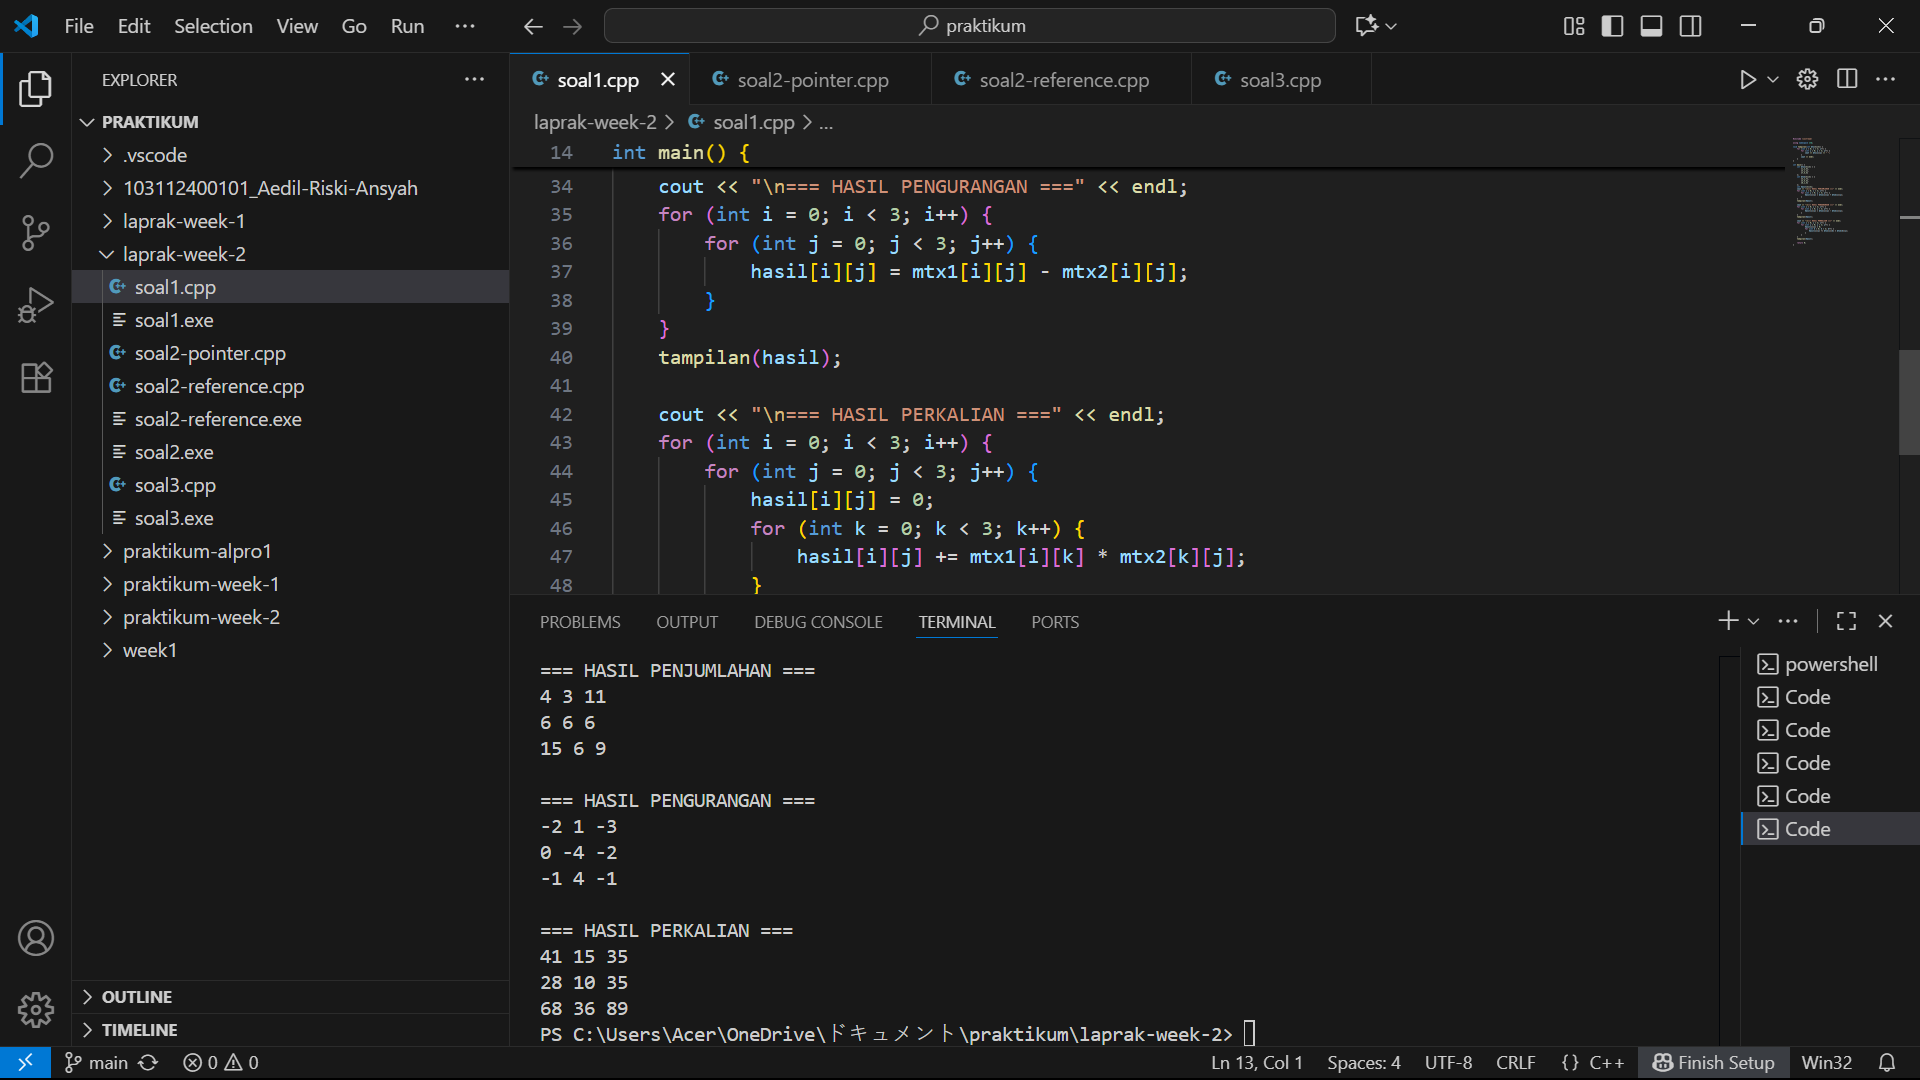 File Edit Selection View Go Run ...
praktikum
EXPLORER
PRAKTIKUM
.vscode
103112400101_Aedil-Riski-Ansyah
laprak-week-1
laprak-week-2
soal1.cpp
soal1.exe
soal2-pointer.cpp
soal2-reference.cpp
soal2-reference.exe
soal2.exe
soal3.cpp
soal3.exe
praktikum-alpro1
praktikum-week-1
praktikum-week-2
week1
OUTLINE
TIMELINE
soal1.cpp soal2-pointer.cpp soal2-reference.cpp soal3.cpp
laprak-week-2 > soal1.cpp > ...
14 int main() {
34 cout << "\n=== HASIL PENGURANGAN ===" << endl;
35 for (int i = 0; i < 3; i++) {
36 for (int j = 0; j < 3; j++) {
37 hasil[i][j] = mtx1[i][j] - mtx2[i][j];
38 }
39 }
40 tampilan(hasil);
41
42 cout << "\n=== HASIL PERKALIAN ===" << endl;
43 for (int i = 0; i < 3; i++) {
44 for (int j = 0; j < 3; j++) {
45 hasil[i][j] = 0;
46 for (int k = 0; k < 3; k++) {
47 hasil[i][j] += mtx1[i][k] * mtx2[k][j];
48 }
PROBLEMS OUTPUT DEBUG CONSOLE TERMINAL PORTS
=== HASIL PENJUMLAHAN ===
4 3 11
6 6 6
15 6 9
=== HASIL PENGURANGAN ===
-2 1 -3
0 -4 -2
-1 4 -1
=== HASIL PERKALIAN ===
41 15 35
28 10 35
68 36 89
PS C:\Users\Acer\OneDrive\ドキュメント\praktikum\laprak-week-2>
powershell
Code
Code
Code
Code
Code
main 0 0 Ln 13, Col 1 Spaces: 4 UTF-8 CRLF {} C++ Finish Setup Win32